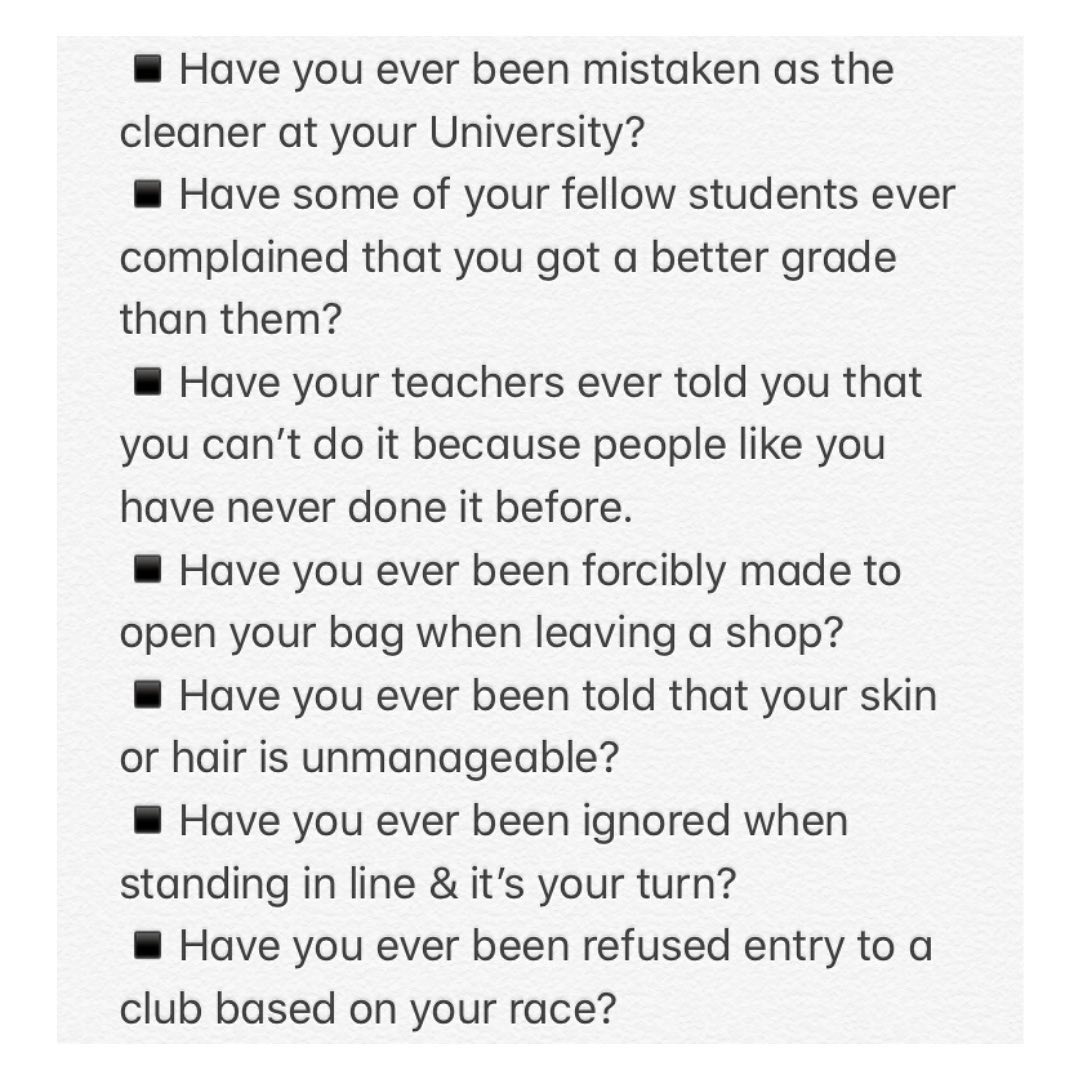 ▪️ Have you ever been mistaken as the
cleaner at your University?
▪️ Have some of your fellow students ever
complained that you got a better grade
than them?
▪️ Have your teachers ever told you that
you can’t do it because people like you
have never done it before.
▪️ Have you ever been forcibly made to
open your bag when leaving a shop?
▪️ Have you ever been told that your skin
or hair is unmanageable?
▪️ Have you ever been ignored when
standing in line & it’s your turn?
▪️ Have you ever been refused entry to a
club based on your race?